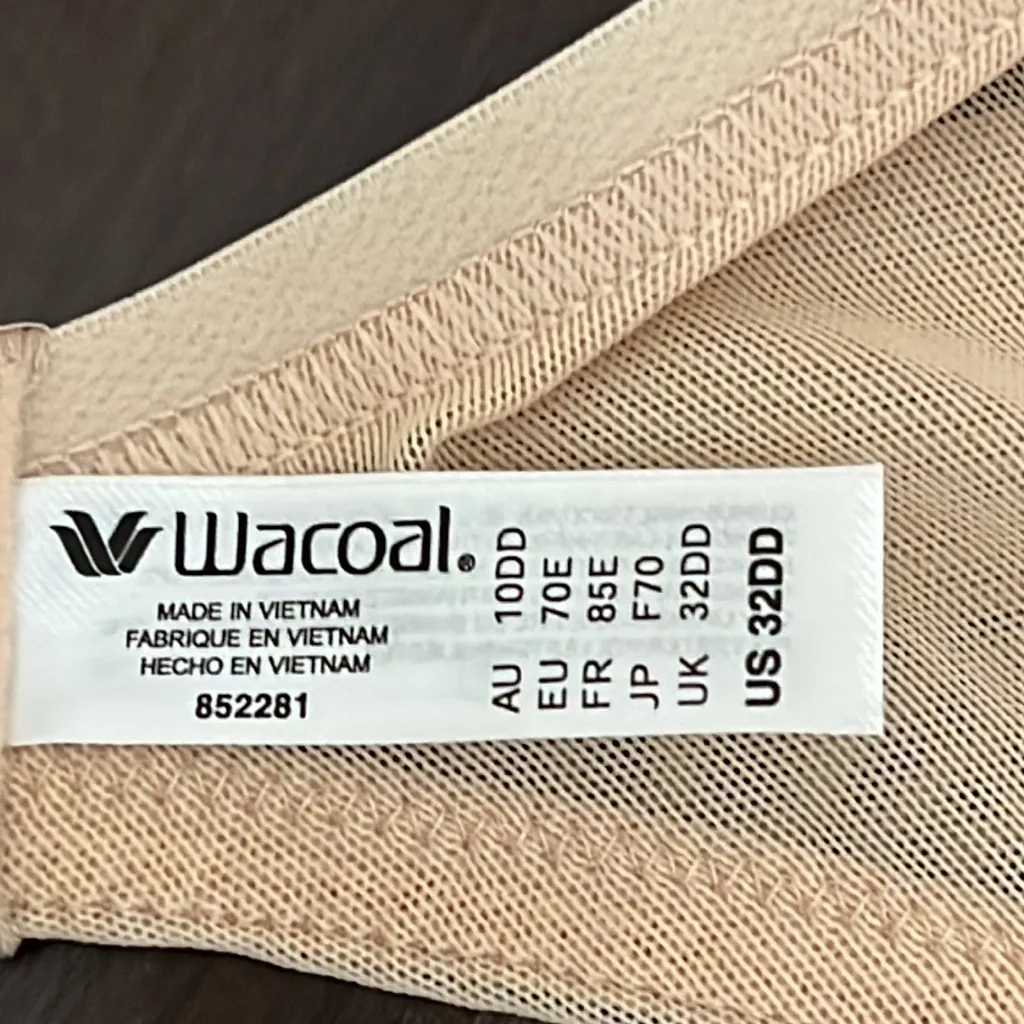 Wacoal®
MADE IN VIETNAM
FABRIQUE EN VIETNAM
HECHO EN VIETNAM
852281
AU 10DD
EU 70E
FR 85E
JP F70
UK 32DD
US 32DD